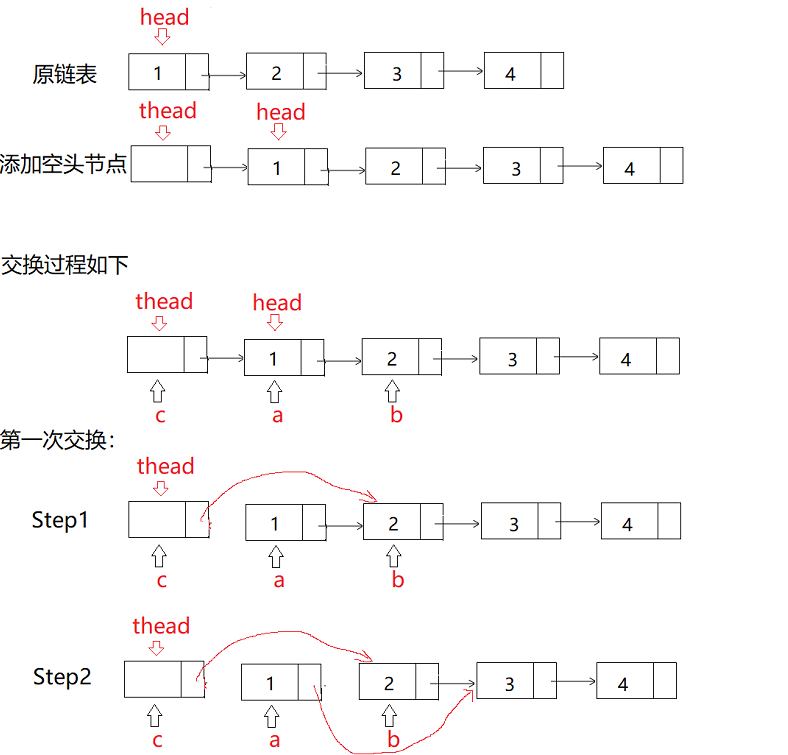 head
原链表 1 2 3 4
thead head
添加空头节点 1 2 3 4
交换过程如下
thead head
1 2 3 4
c a b
第一次交换：
thead
Step1 1 2 3 4
c a b
thead
Step2 1 2 3 4
c a b